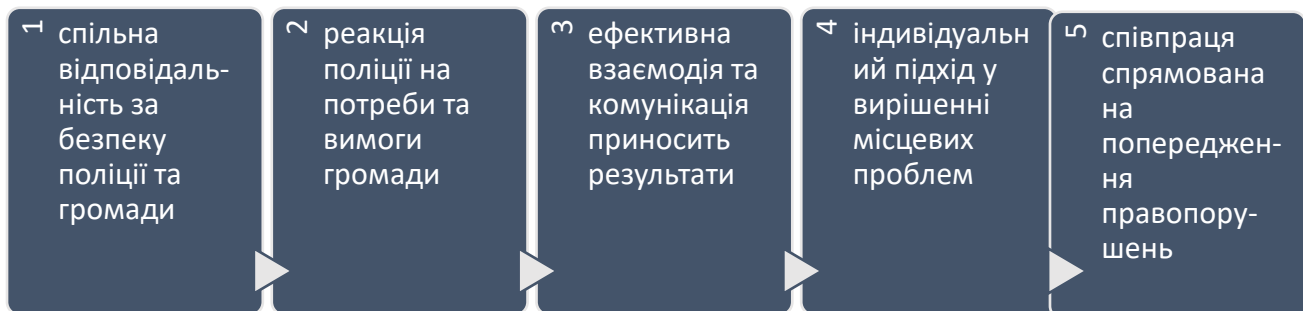 1
спільна
відповідаль-
ність за
безпеку
поліції та
громади
2
реакція
поліції на
потреби та
вимоги
громади
3
ефективна
взаємодія та
комунікація
приносить
результати
4
індивідуальн
ий підхід у
вирішенні
місцевих
проблем
5
співпраця
спрямована
на
попереджен-
ня
правопору-
шень